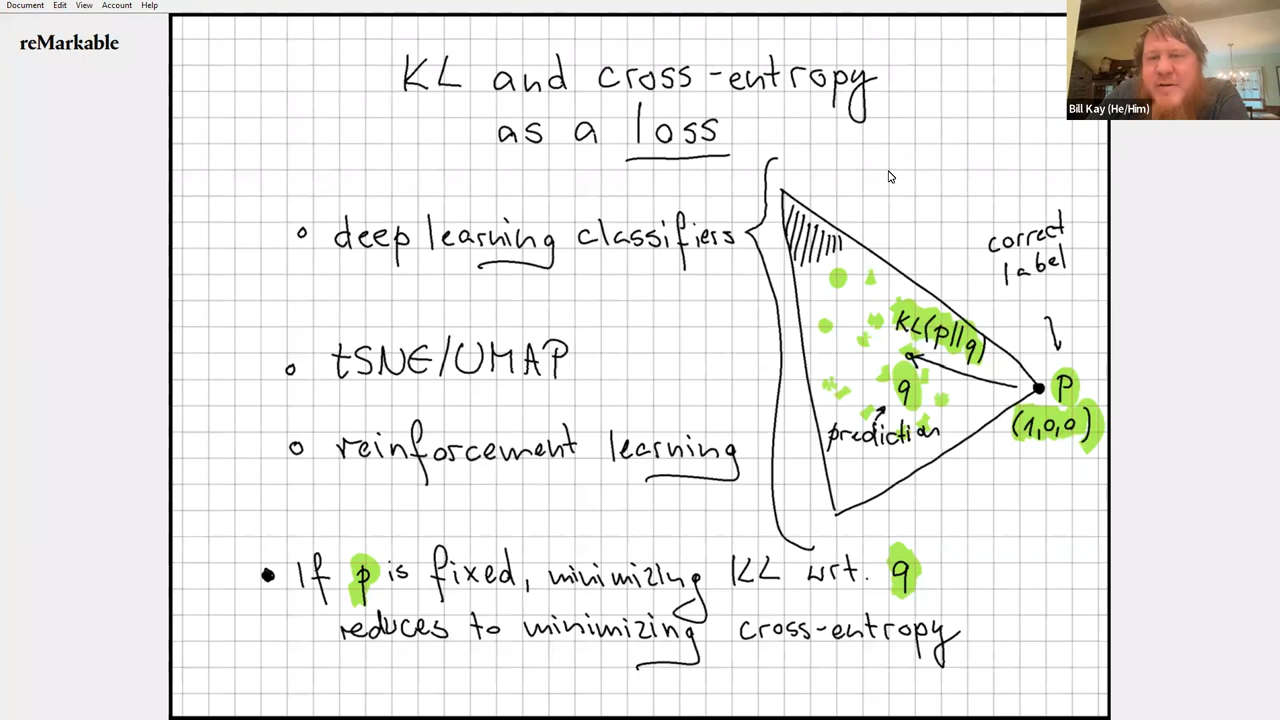 Document Edit View Account Help
reMarkable
Bill Kay (He/Him)
KL and cross-entropy
as a loss
deep learning classifiers
tSNE/UMAP
reinforcement learning
correct
label
KL(p||q)
q
prediction
P
(1,0,0)
If p is fixed, minimizing KL wrt. q
reduces to minimizing cross-entropy